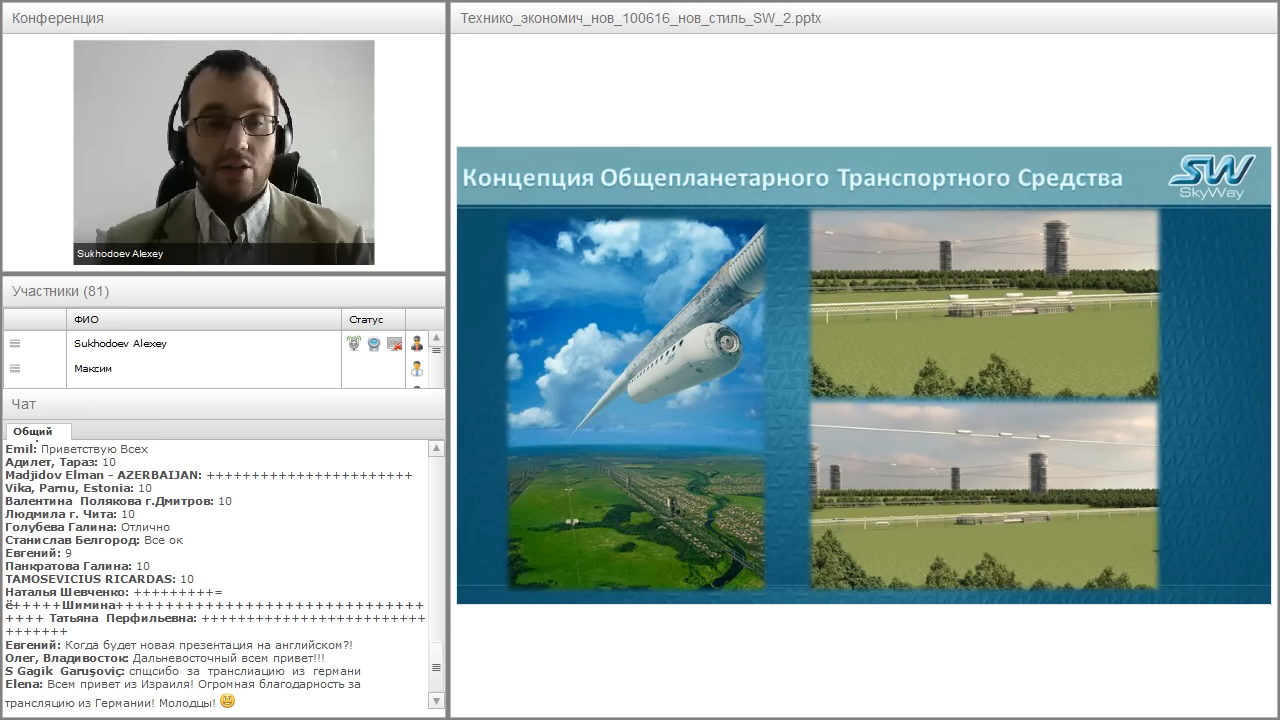 Конференция
Sukhodoev Alexey
Участники (81)
ФИО
Статус
Sukhodoev Alexey
Максим
Чат
Общий
Emil: Приветствую Всех
Адилет, Тараз: 10
Madjidov Elman - AZERBAIJAN: +++++++++++++++++++++++
Vika, Parnu, Estonia: 10
Валентина Полякова г.Дмитров: 10
Людмила г. Чита: 10
Голубева Галина: Отлично
Станислав Белгород: Все ок
Евгений: 9
Панкратова Галина: 10
TAMOSEVICIUS RICARDAS: 10
Наталья Шевченко: +++++++++=
ё+++++Шимина++++++++++++++++++++++++++++++++
++++ Татьяна Перфильевна: +++++++++++++++++++++++++
+++++++
Евгений: Когда будет новая презентация на английском?!
Олег, Владивосток: Дальневосточный всем привет!!!
S Gagik Garuşoviç: спщсибо за транслиацию из германи
Elena: Всем привет из Израиля! Огромная благодарность за
трансляцию из Германии! Молодцы!
Технико_экономич_нов_100616_нов_стиль_SW_2.pptx
Концепция Общепланетарного Транспортного Средства
SW
SkyWay